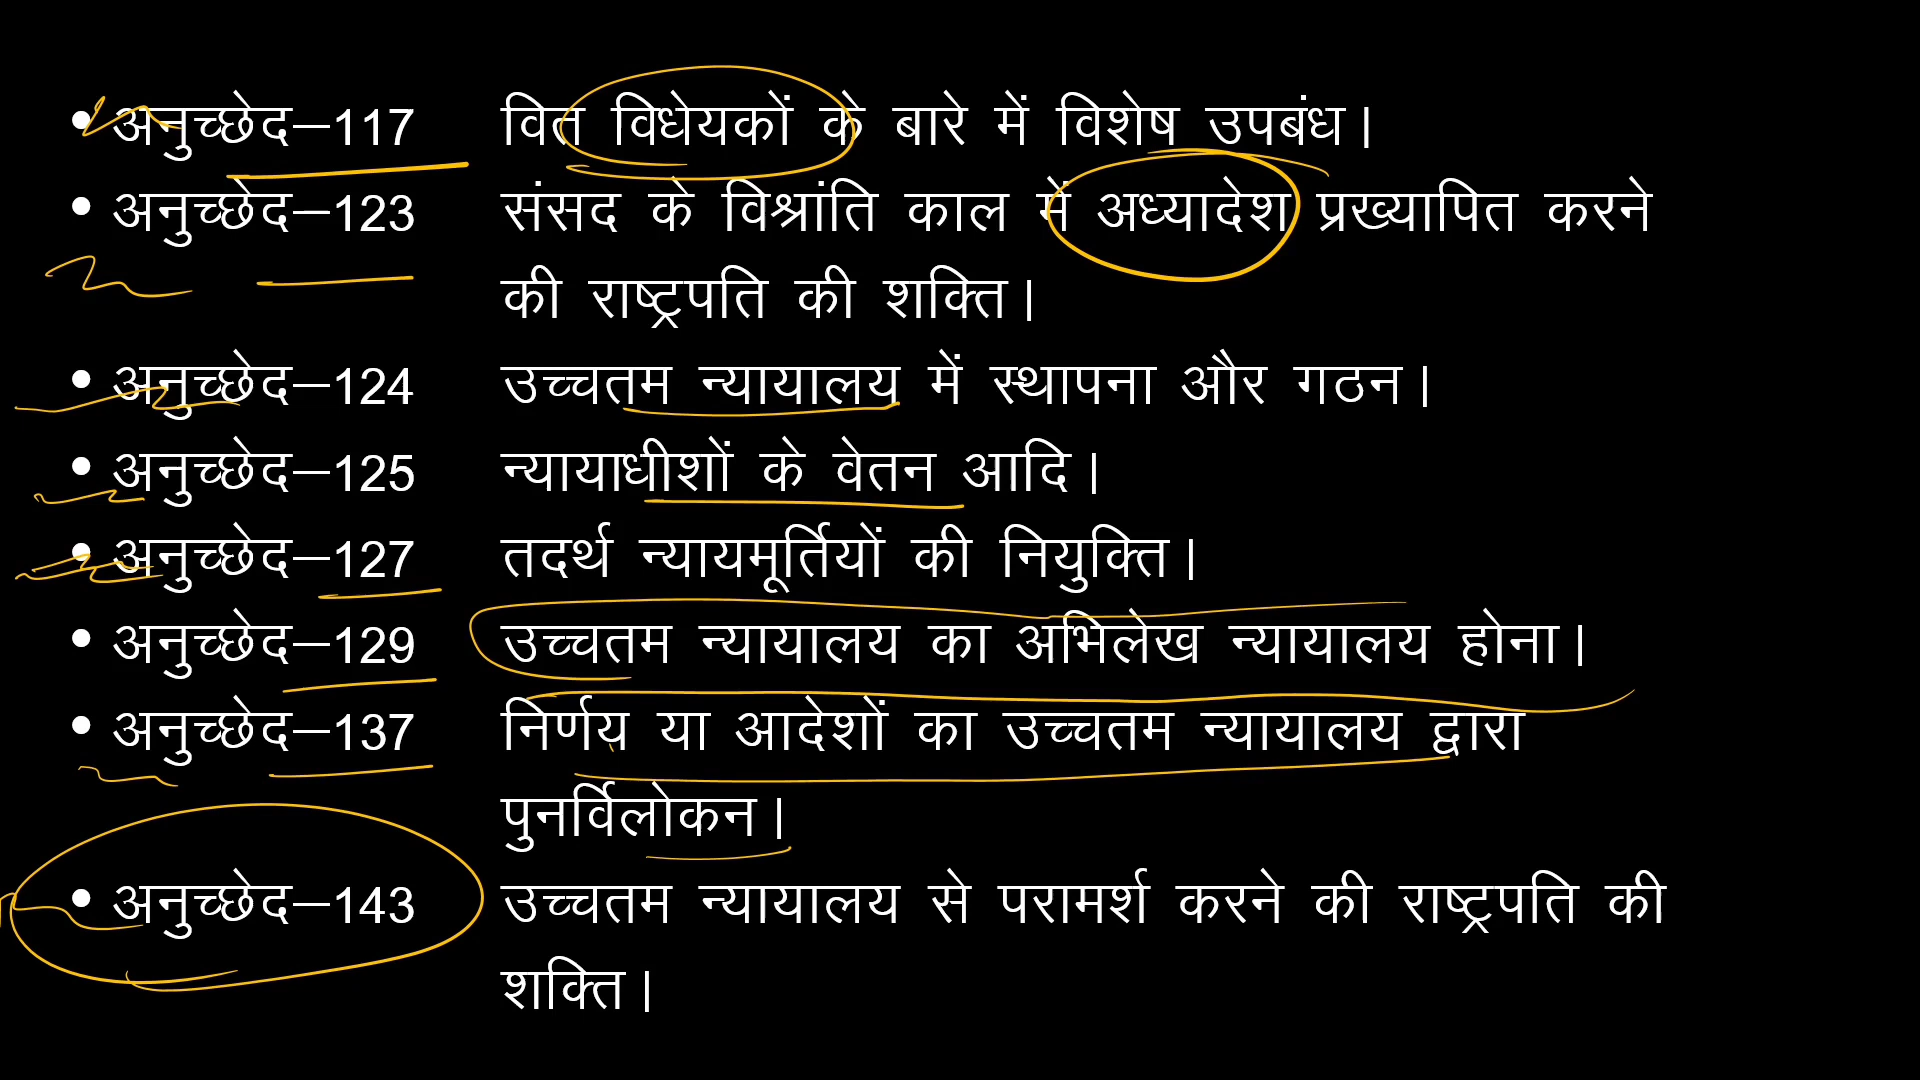 • अनुच्छेद–117 वित विधेयकों के बारे में विशेष उपबंध।
• अनुच्छेद–123 संसद के विश्रांति काल में अध्यादेश प्रख्यापित करने
की राष्ट्रपति की शक्ति।
• अनुच्छेद–124 उच्चतम न्यायालय में स्थापना और गठन।
• अनुच्छेद–125 न्यायाधीशों के वेतन आदि।
• अनुच्छेद–127 तदर्थ न्यायमूर्तियों की नियुक्ति।
• अनुच्छेद–129 उच्चतम न्यायालय का अभिलेख न्यायालय होना।
• अनुच्छेद–137 निर्णय या आदेशों का उच्चतम न्यायालय द्वारा
पुनर्विलोकन।
• अनुच्छेद–143 उच्चतम न्यायालय से परामर्श करने की राष्ट्रपति की
शक्ति।